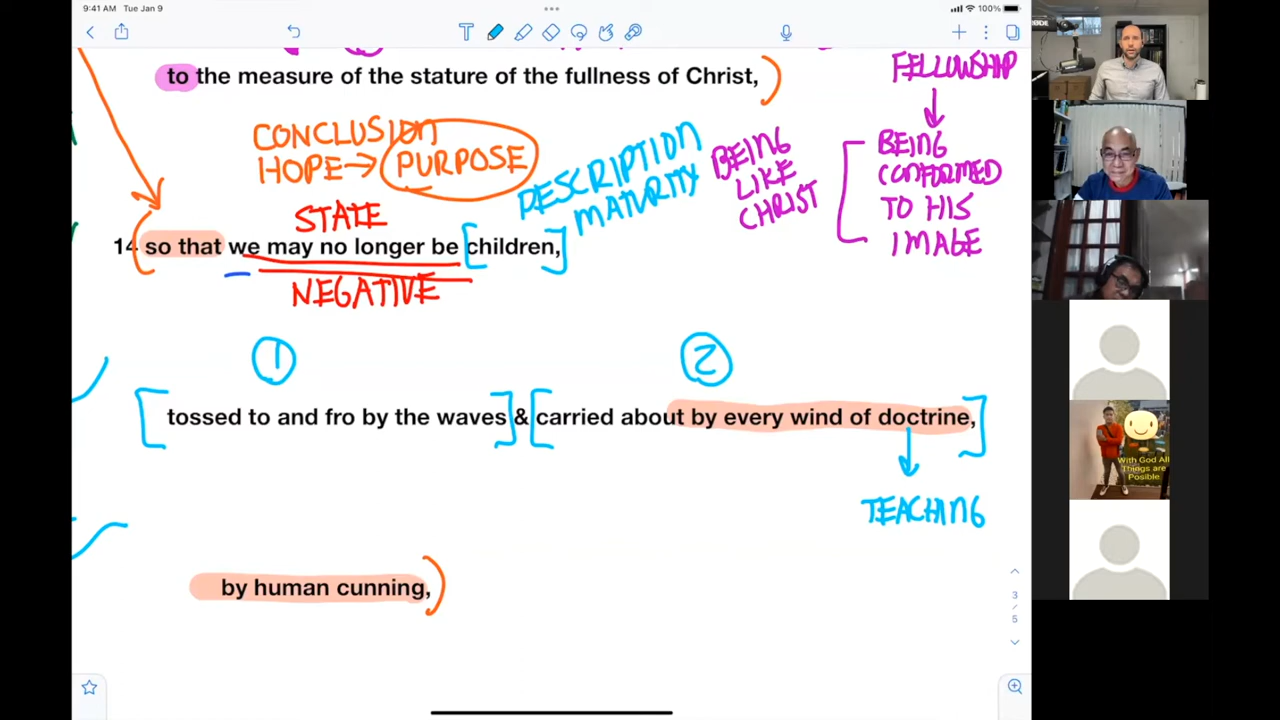 9:41 AM Tue Jan 9
100%
T
to the measure of the stature of the fullness of Christ,
FELLOWSHIP
CONCLUSION
HOPE → PURPOSE
DESCRIPTION
MATURITY
BEING
LIKE
CHRIST
BEING
CONFORMED
TO HIS
IMAGE
STATE
14 so that we may no longer be children,
NEGATIVE
1
2
tossed to and fro by the waves & carried about by every wind of doctrine,
TEACHING
by human cunning,
3
/
5
With God All
Things are
Posible